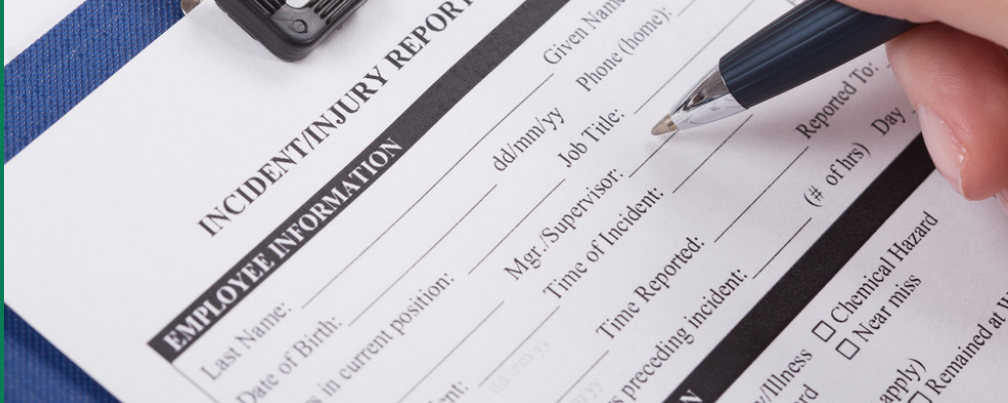 INCIDENT/INJURY REPORT
EMPLOYEE INFORMATION
Last Name: Given Name
Date of Birth: dd/mm/yy Phone (home):
in current position: Job Title:
Mgr./Supervisor:
Time of Incident: Reported To:
Time Reported: Day
preceding incident: (# of hrs)
Chemical Hazard
Near miss
Remained at